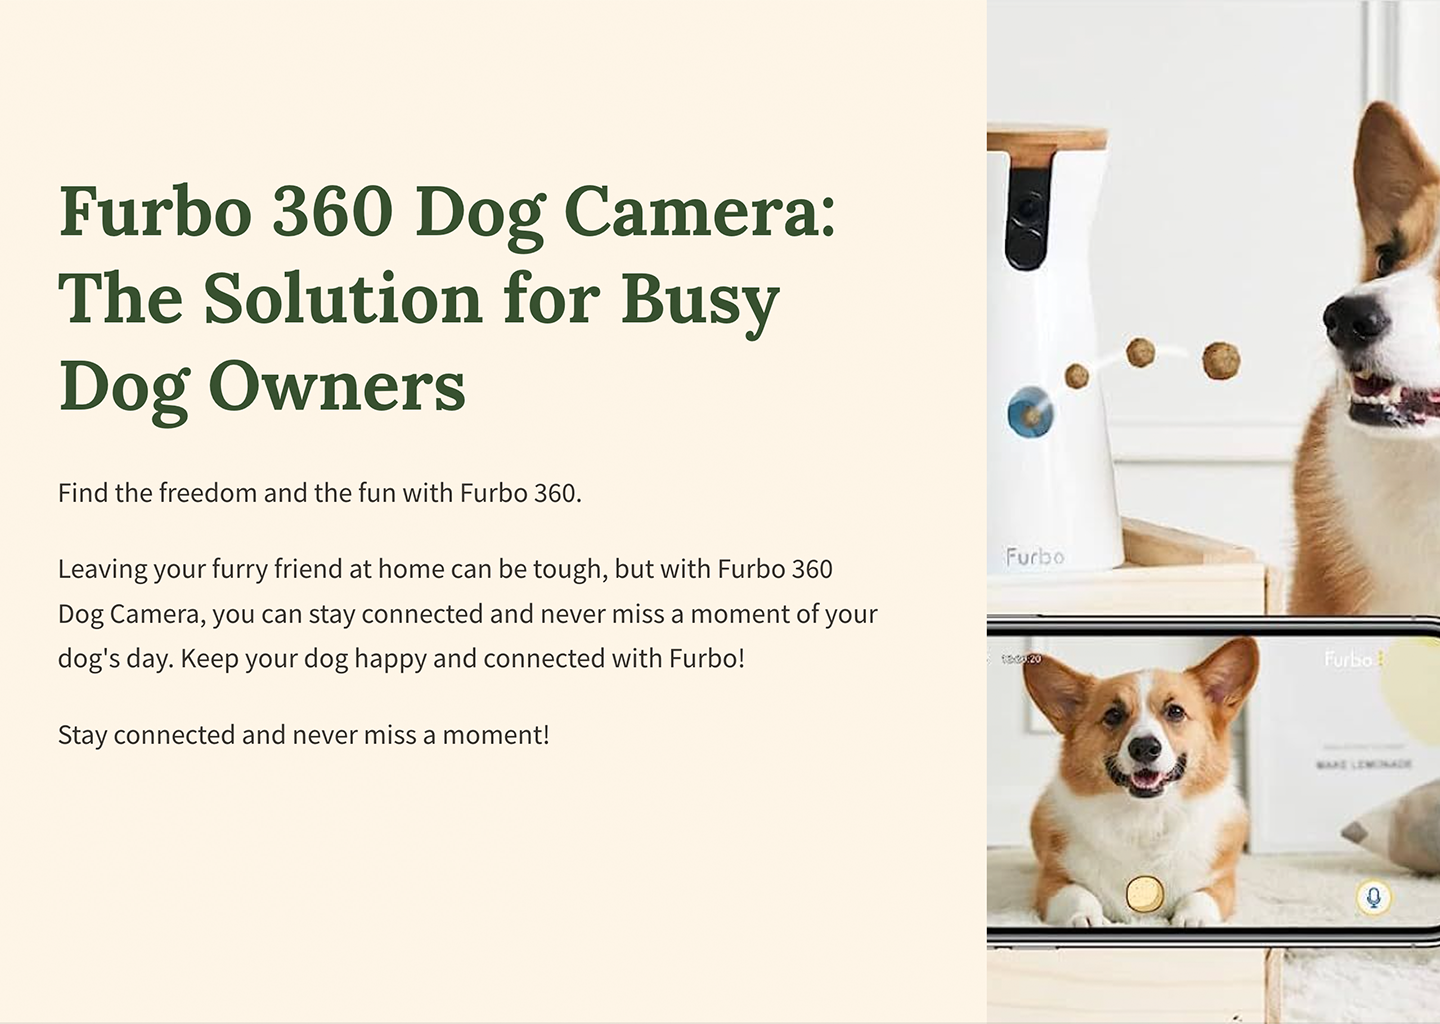 Furbo 360 Dog Camera:
The Solution for Busy
Dog Owners
Find the freedom and the fun with Furbo 360.
Leaving your furry friend at home can be tough, but with Furbo 360
Dog Camera, you can stay connected and never miss a moment of your
dog's day. Keep your dog happy and connected with Furbo!
Stay connected and never miss a moment!
Furbo
Furbo
MAKE LEMONADE